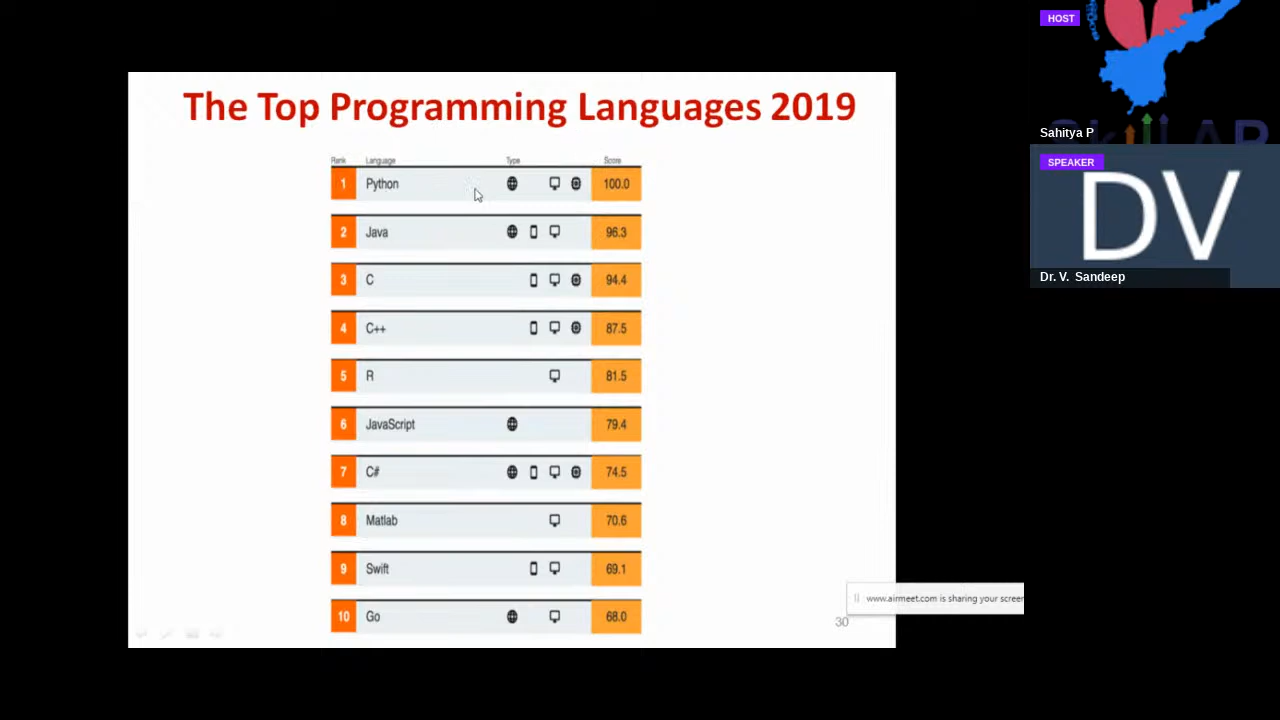 The Top Programming Languages 2019
Rank Language Type Score
1 Python 100.0
2 Java 96.3
3 C 94.4
4 C++ 87.5
5 R 81.5
6 JavaScript 79.4
7 C# 74.5
8 Matlab 70.6
9 Swift 69.1
10 Go 68.0
30
www.airmeet.com is sharing your screen
HOST
Sahitya P
SPEAKER
DV
Dr. V. Sandeep